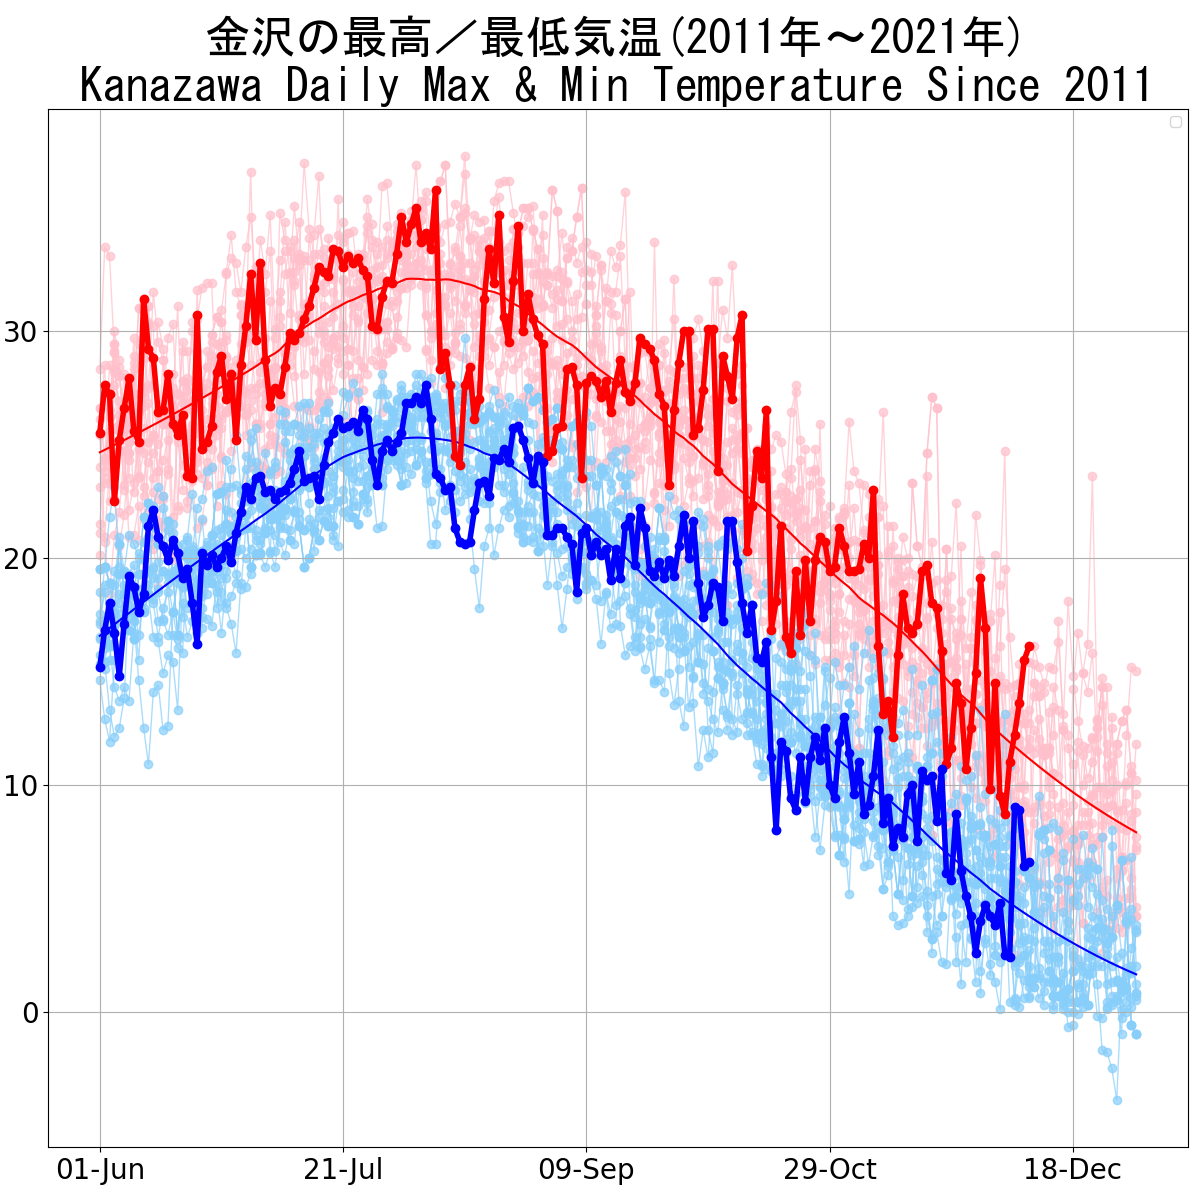 金沢の最高／最低気温(2011年～2021年)
Kanazawa Daily Max & Min Temperature Since 2011
30
20
10
0
01-Jun 21-Jul 09-Sep 29-Oct 18-Dec